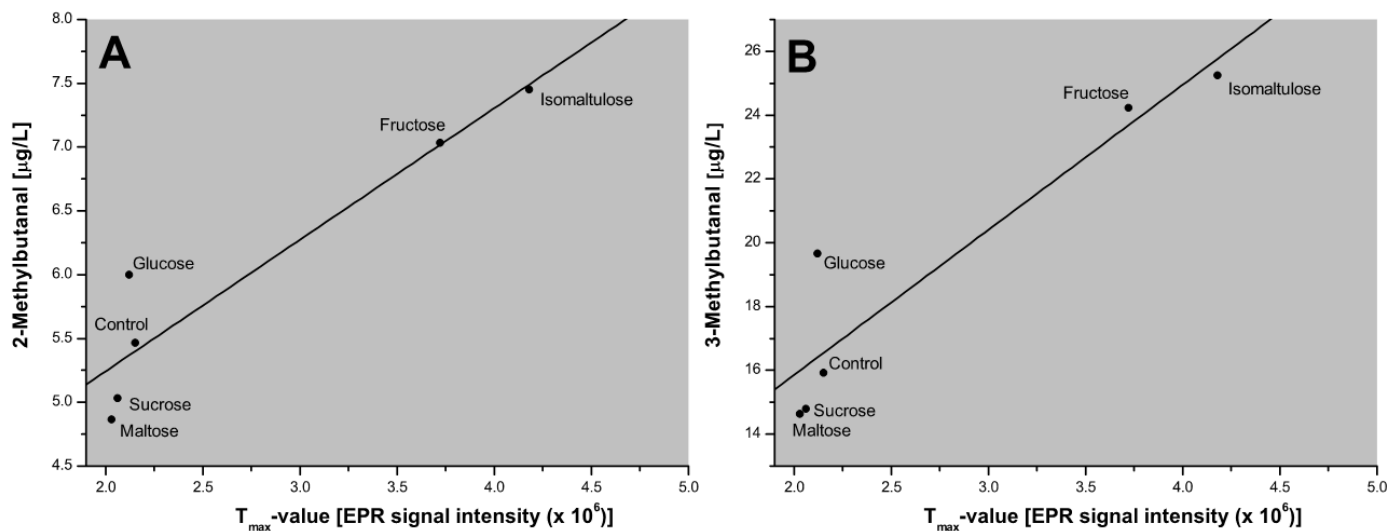 A
2-Methylbutanal [µg/L]
8.0
7.5
7.0
6.5
6.0
5.5
5.0
4.5
Isomaltulose
Fructose
Glucose
Control
Sucrose
Maltose
2.0 2.5 3.0 3.5 4.0 4.5 5.0
Tmax-value [EPR signal intensity (x 10^6)]
B
3-Methylbutanal [µg/L]
26
24
22
20
18
16
14
Fructose
Isomaltulose
Glucose
Control
Sucrose
Maltose
2.0 2.5 3.0 3.5 4.0 4.5 5.0
Tmax-value [EPR signal intensity (x 10^6)]